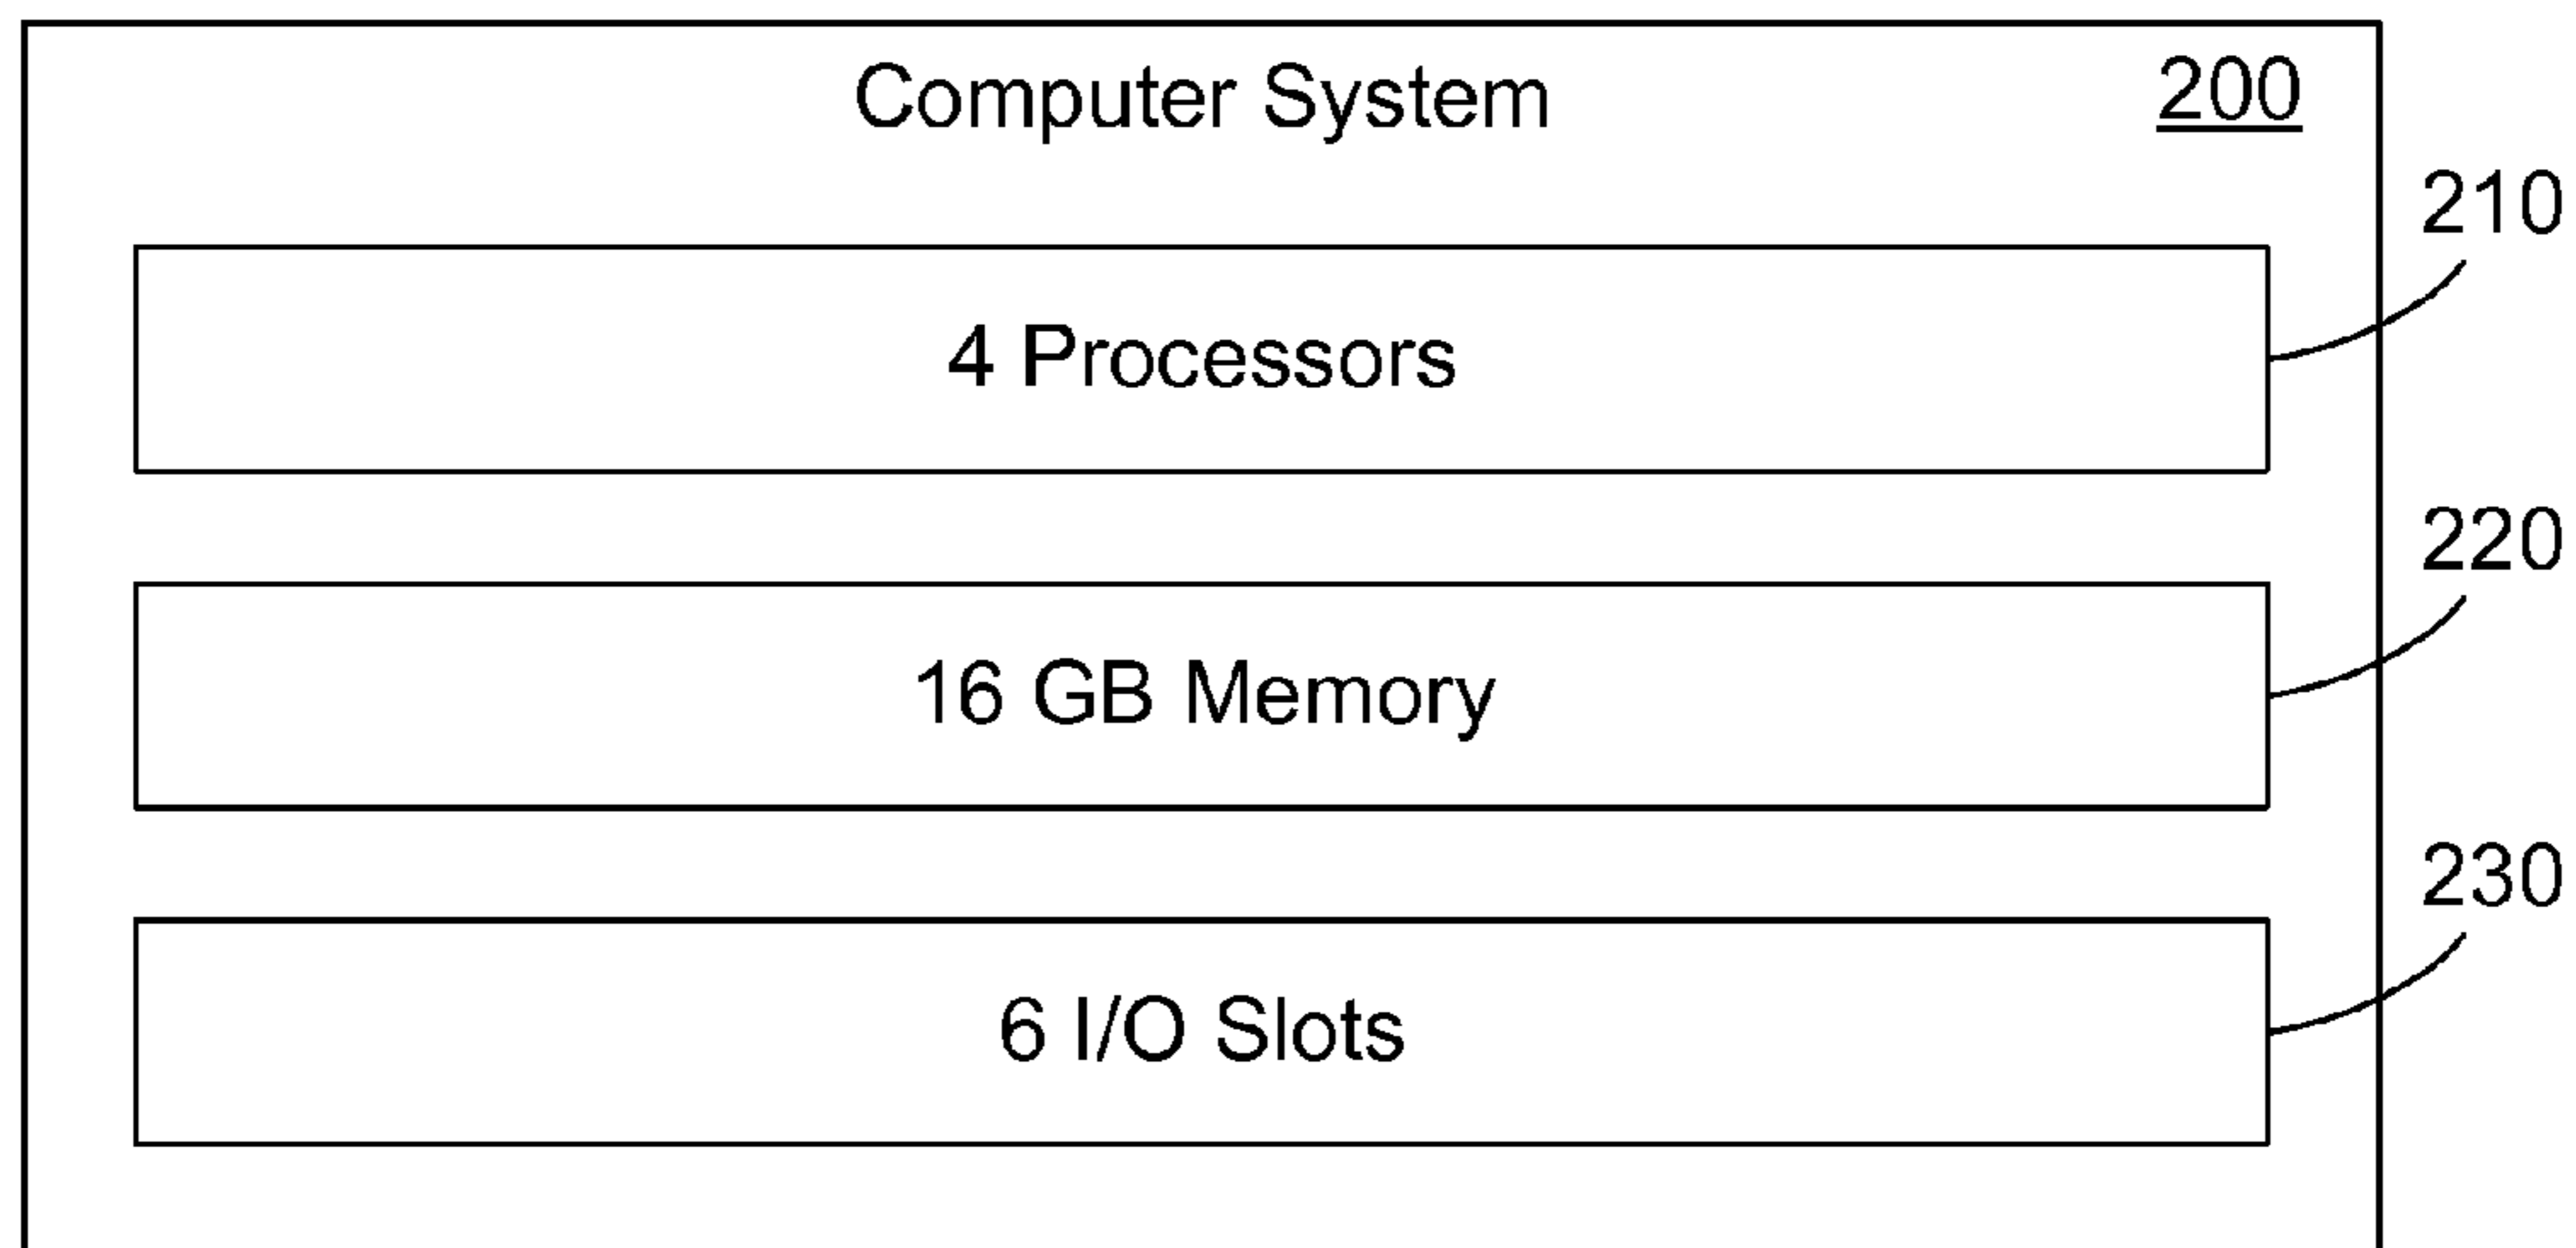 Computer System
200
210
4 Processors
220
16 GB Memory
230
6 I/O Slots